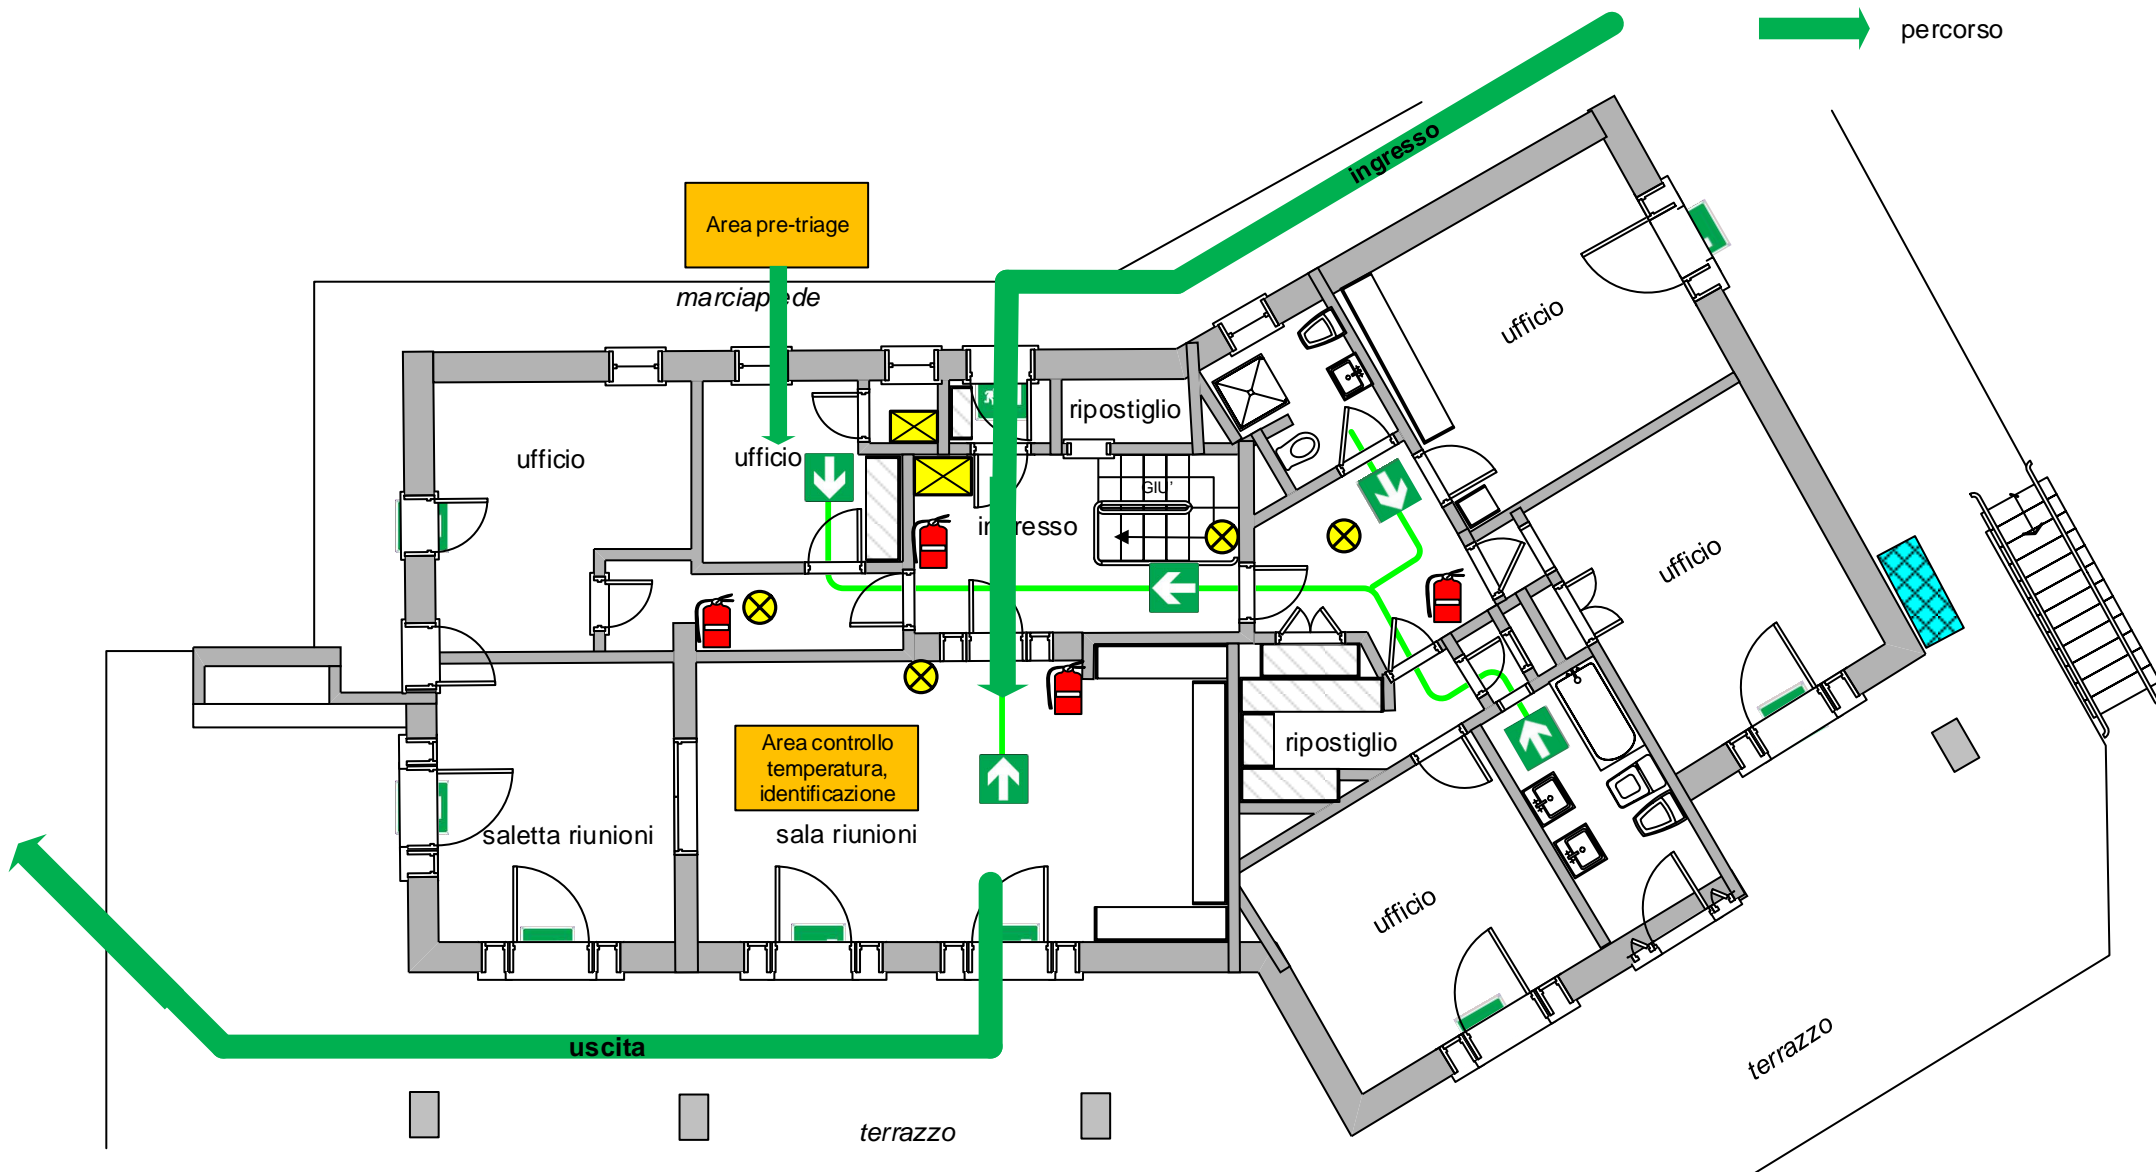 percorso
ingresso
Area pre-triage
marciapiede
ufficio
ripostiglio
ufficio
ufficio
GIU'
ingresso
ufficio
Area controllo
temperatura,
identificazione
ripostiglio
saletta riunioni
sala riunioni
ufficio
uscita
terrazzo
terrazzo